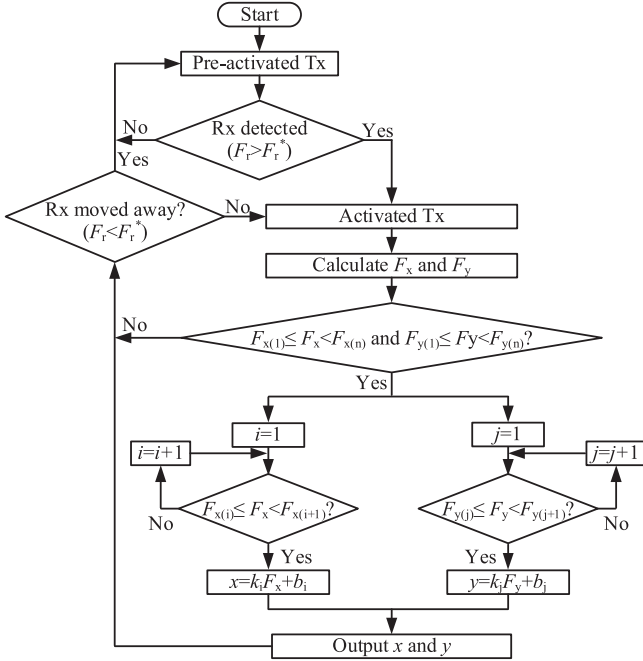 Start
Pre-activated Tx
No
Rx detected
(Fr>Fr*)
Yes
Yes
Rx moved away?
(Fr<Fr*)
No
Activated Tx
Calculate Fx and Fy
No
Fx(1)≤ Fx<Fx(n) and Fy(1)≤ Fy<Fy(n)?
Yes
i=1
j=1
i=i+1
j=j+1
Fx(i)≤ Fx<Fx(i+1)?
Fy(j)≤ Fy<Fy(j+1)?
No
No
Yes
Yes
x=kiFx+bi
y=kjFy+bj
Output x and y